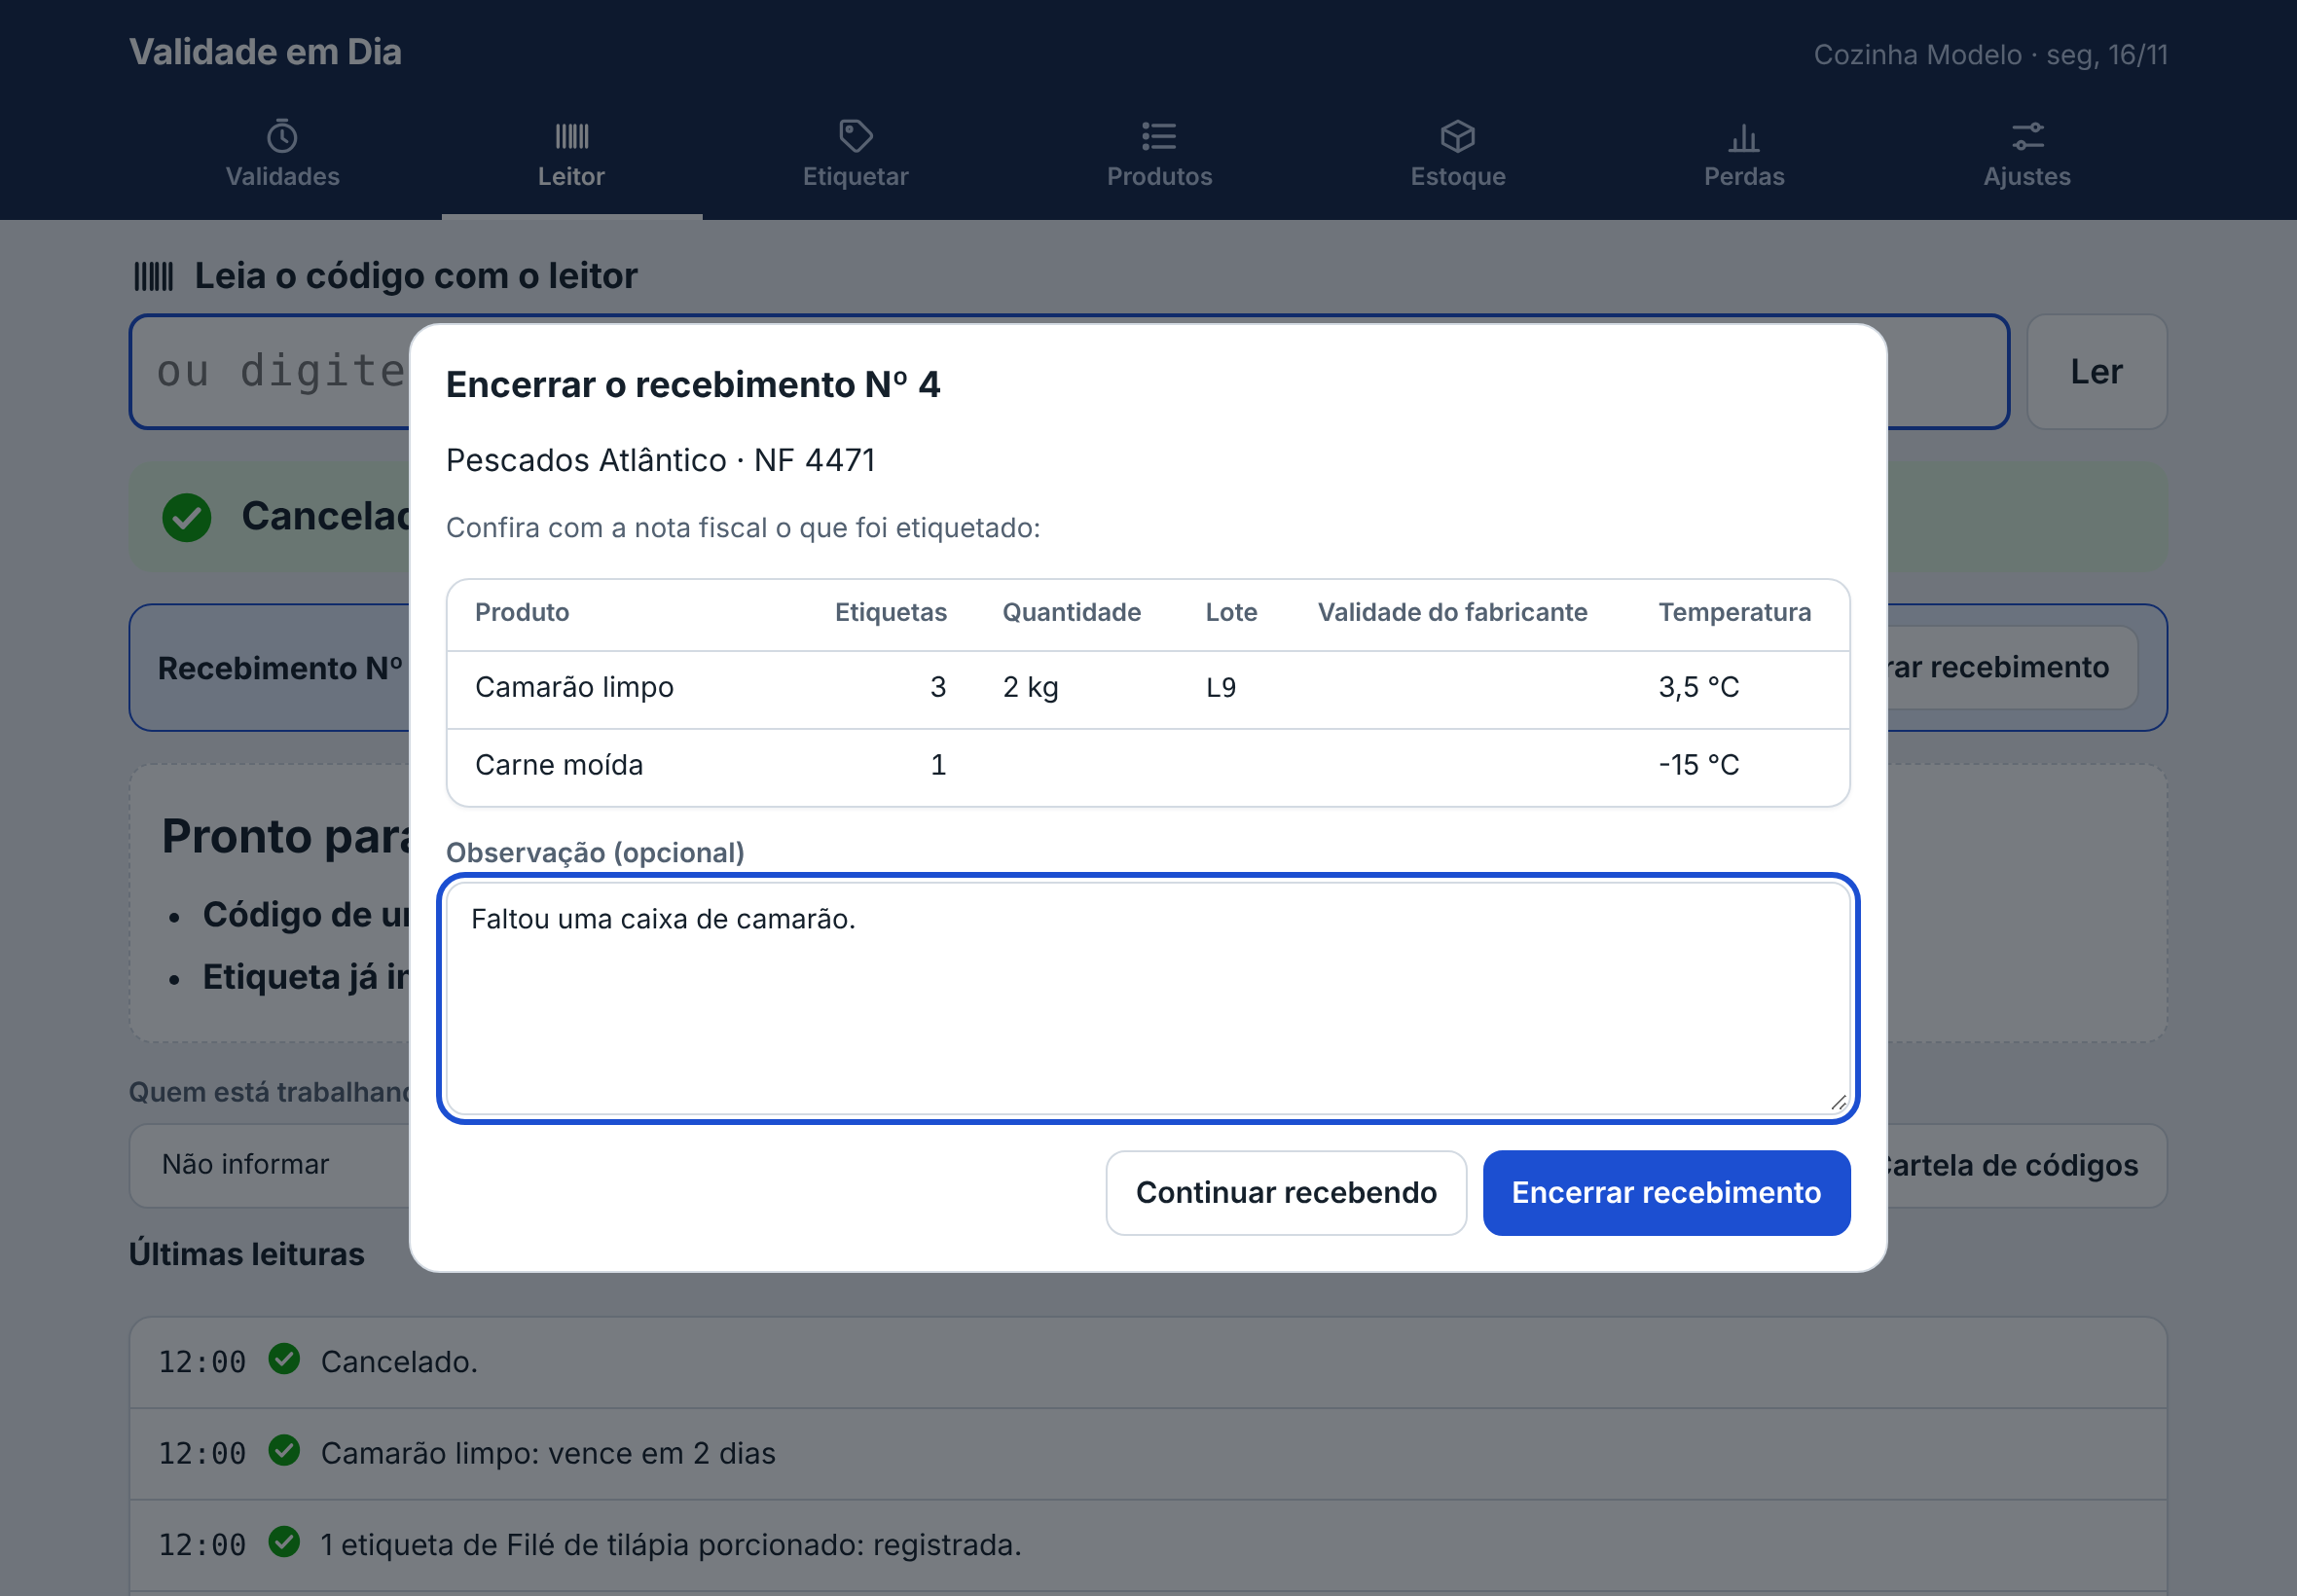 Validade em Dia
Cozinha Modelo · seg, 16/11
Validades
Leitor
Etiquetar
Produtos
Estoque
Perdas
Ajustes
Leia o código com o leitor
ou digite
Ler
Encerrar o recebimento Nº 4
Pescados Atlântico · NF 4471
Confira com a nota fiscal o que foi etiquetado:
Produto Etiquetas Quantidade Lote Validade do fabricante Temperatura
Camarão limpo 3 2 kg L9 3,5 °C
Carne moída 1 -15 °C
Observação (opcional)
Faltou uma caixa de camarão.
Continuar recebendo
Encerrar recebimento
Recebimento Nº
recebimento
Pronto
Código de
Etiqueta já
Quem está
Não informar
de códigos
Últimas leituras
12:00 Cancelado.
12:00 Camarão limpo: vence em 2 dias
12:00 1 etiqueta de Filé de tilápia porcionado: registrada.